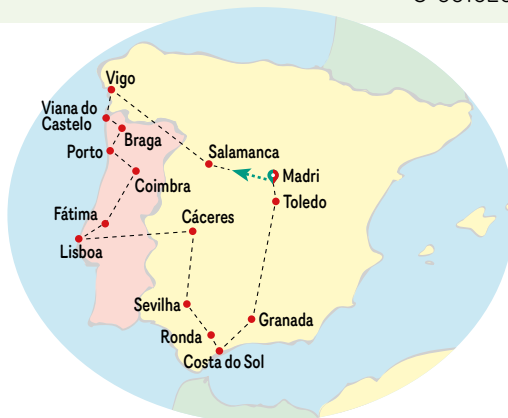 Vigo
Viana do
Castelo
Braga
Porto
Salamanca
Madri
Coimbra
Toledo
Fátima
Cáceres
Lisboa
Sevilha
Granada
Ronda
Costa do Sol